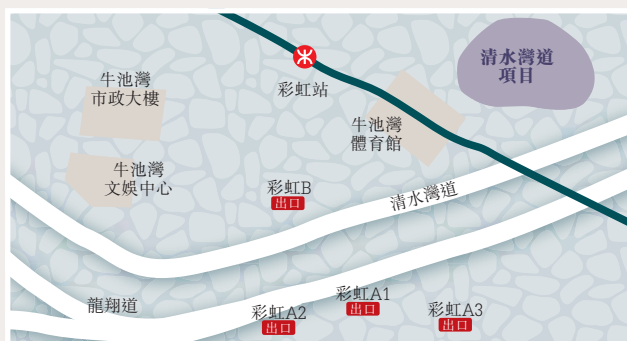 清水灣道
項目
彩虹站
牛池灣
市政大樓
牛池灣
體育館
牛池灣
文娛中心
彩虹B
出口
清水灣道
龍翔道
彩虹A2
出口
彩虹A1
出口
彩虹A3
出口